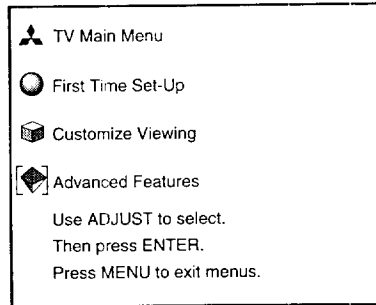 TV Main Menu
First Time Set-Up
Customize Viewing
Advanced Features
Use ADJUST to select.
Then press ENTER.
Press MENU to exit menus.